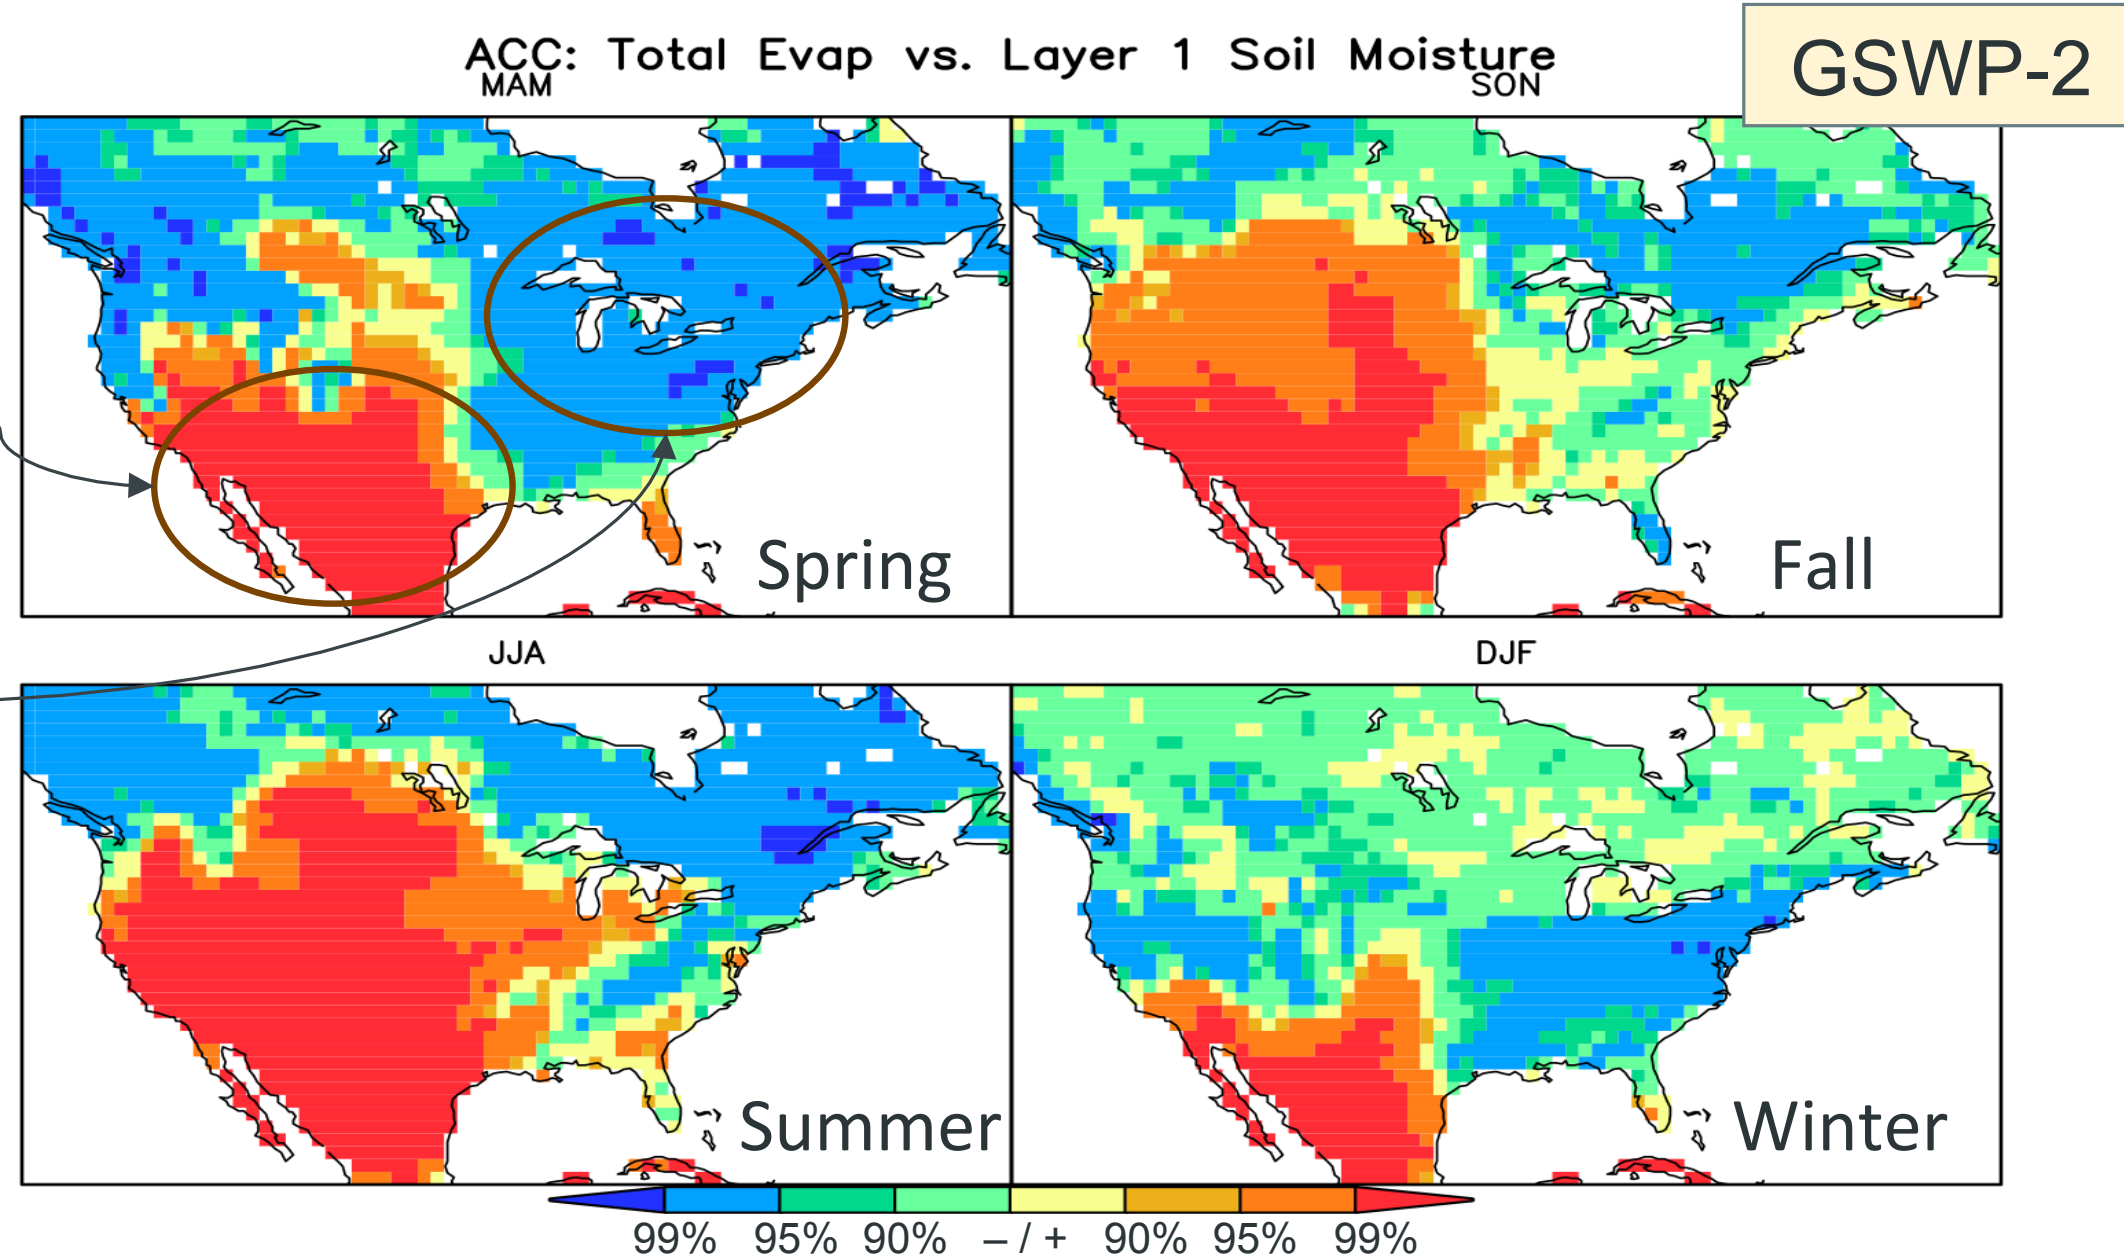 GSWP-2
ACC: Total Evap vs. Layer 1 Soil Moisture
MAM
SON
Spring
Fall
JJA
DJF
Summer
Winter
99% 95% 90% – / + 90% 95% 99%